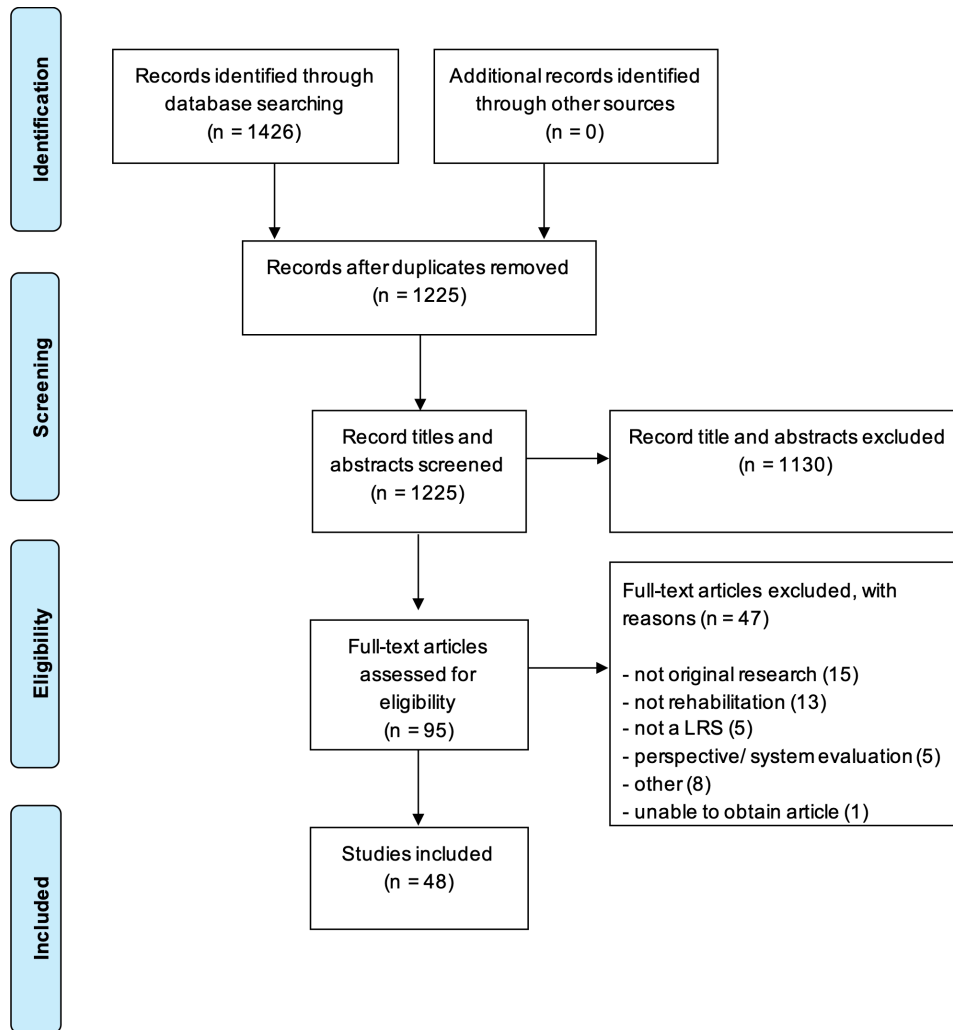 Identification
Records identified through
database searching
(n = 1426)
Additional records identified
through other sources
(n = 0)
Records after duplicates removed
(n = 1225)
Screening
Record titles and
abstracts screened
(n = 1225)
Record title and abstracts excluded
(n = 1130)
Eligibility
Full-text articles
assessed for
eligibility
(n = 95)
Full-text articles excluded, with
reasons (n = 47)
- not original research (15)
- not rehabilitation (13)
- not a LRS (5)
- perspective/ system evaluation (5)
- other (8)
- unable to obtain article (1)
Included
Studies included
(n = 48)